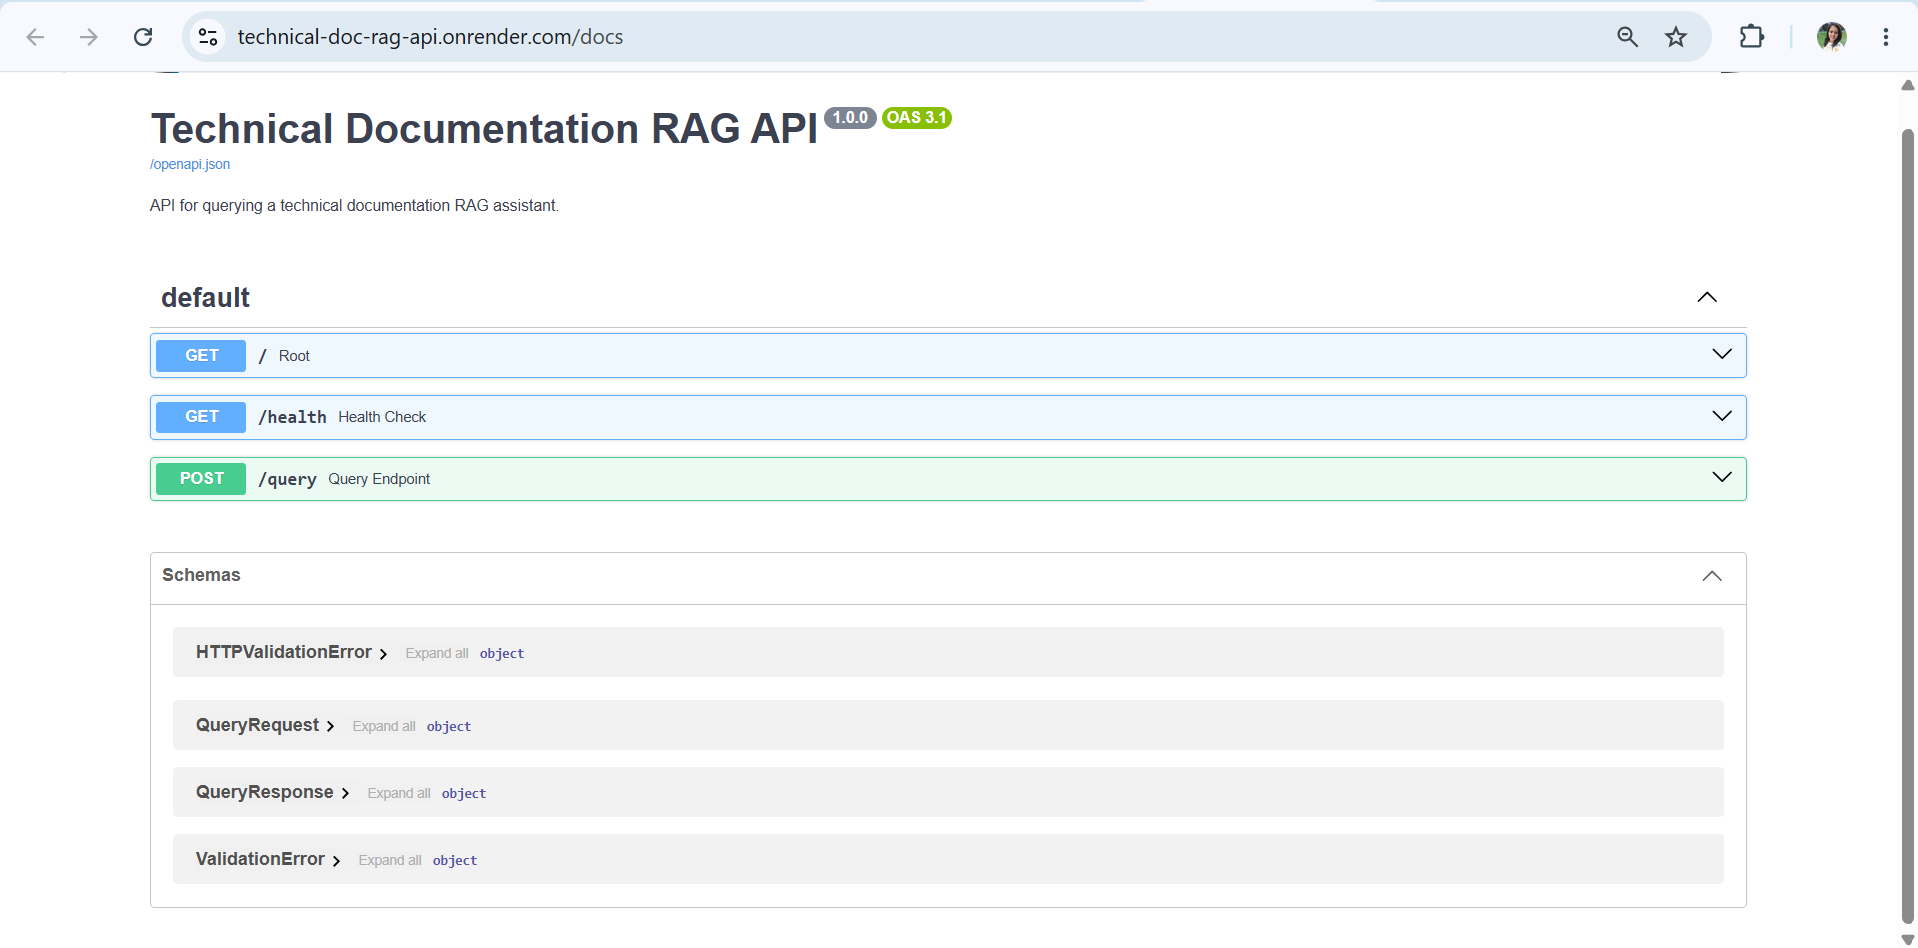 technical-doc-rag-api.onrender.com/docs
Technical Documentation RAG API 1.0.0 OAS 3.1
/openapi.json
API for querying a technical documentation RAG assistant.
default
GET / Root
GET /health Health Check
POST /query Query Endpoint
Schemas
HTTPValidationError Expand all object
QueryRequest Expand all object
QueryResponse Expand all object
ValidationError Expand all object